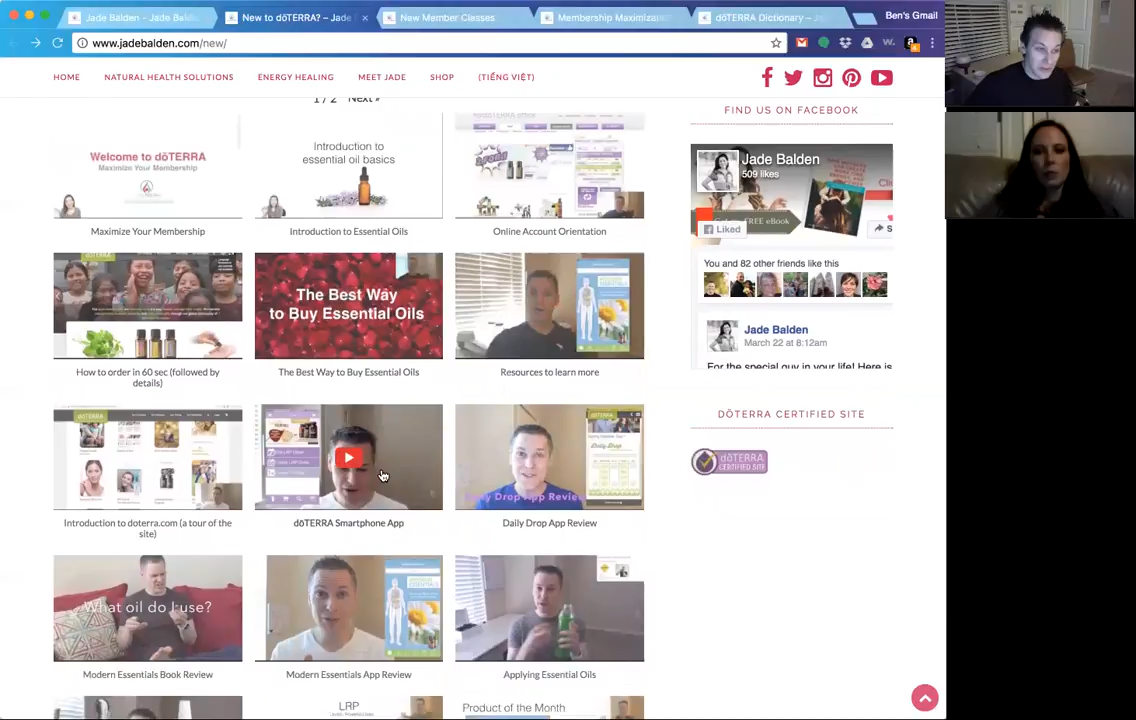 Jade Balden - Jade Bald
New to dōTERRA? – Jade
New Member Classes
Membership Maximizat
dōTERRA Dictionary – Ja
Ben's Gmail
www.jadebalden.com/new/
HOME
NATURAL HEALTH SOLUTIONS
ENERGY HEALING
MEET JADE
SHOP
(TIẾNG VIỆT)
1 / 2 Next »
Welcome to dōTERRA
Maximize Your Membership
Introduction to
essential oil basics
Maximize Your Membership
Introduction to Essential Oils
Online Account Orientation
The Best Way
to Buy Essential Oils
How to order in 60 sec (followed by
details)
The Best Way to Buy Essential Oils
Resources to learn more
Daily Drop
Daily Drop App Review
Introduction to doterra.com (a tour of the
site)
dōTERRA Smartphone App
Daily Drop App Review
What oil do I use?
Modern Essentials Book Review
Modern Essentials App Review
Applying Essential Oils
LRP
Product of the Month
FIND US ON FACEBOOK
Jade Balden
509 likes
Liked
You and 82 other friends like this
Jade Balden
March 22 at 8:12am
For the special guy in your life! Here is
DŌTERRA CERTIFIED SITE
dōTERRA
CERTIFIED SITE